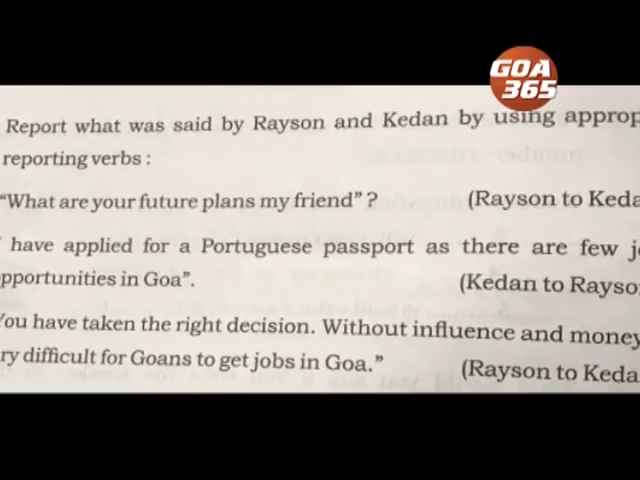 GOA
365
Report what was said by Rayson and Kedan by using approp
reporting verbs :
"What are your future plans my friend" ? (Rayson to Keda
have applied for a Portuguese passport as there are few j
pportunities in Goa". (Kedan to Rayso
You have taken the right decision. Without influence and money
ry difficult for Goans to get jobs in Goa." (Rayson to Keda